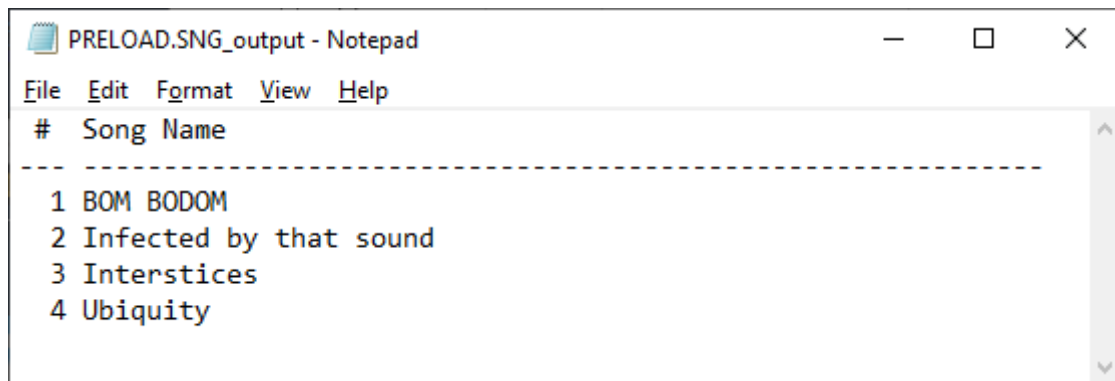 PRELOAD.SNG_output - Notepad
File Edit Format View Help
#  Song Name
--- ------------------------------------------------------------
1 BOM BODOM
2 Infected by that sound
3 Interstices
4 Ubiquity